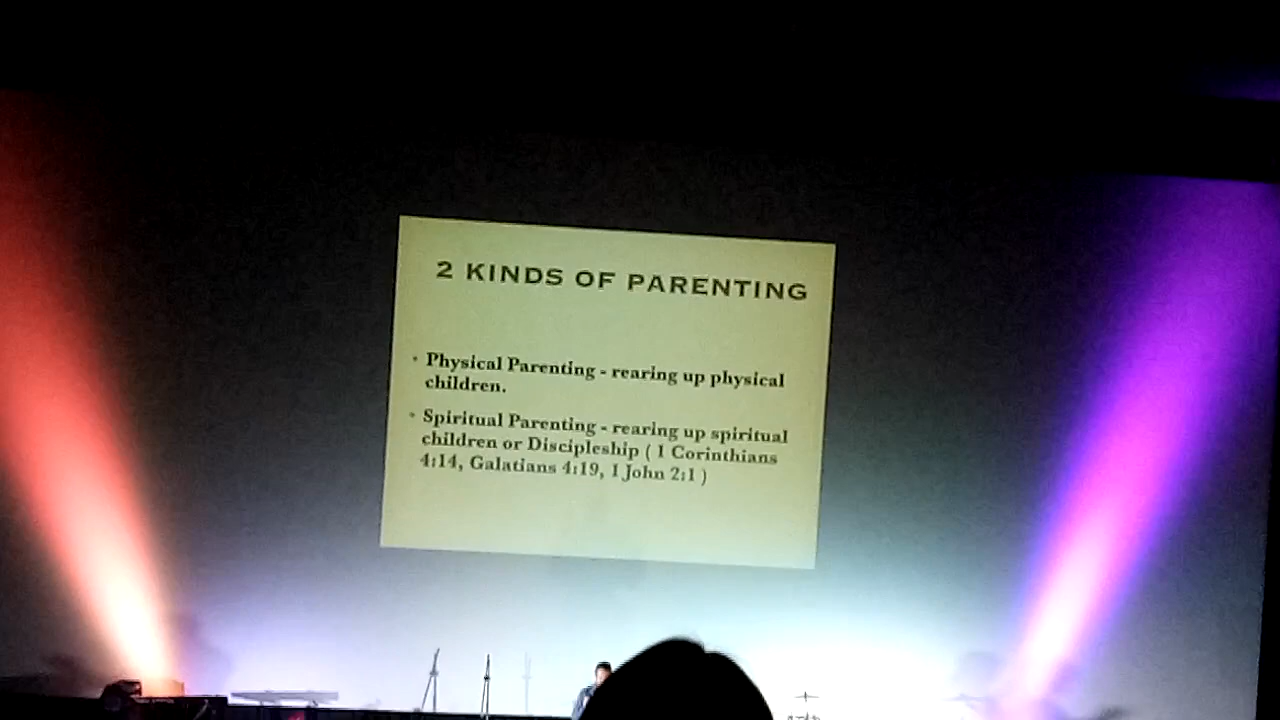 2 KINDS OF PARENTING
• Physical Parenting - rearing up physical
children.
• Spiritual Parenting - rearing up spiritual
children or Discipleship ( 1 Corinthians
4:14, Galatians 4:19, 1 John 2:1 )